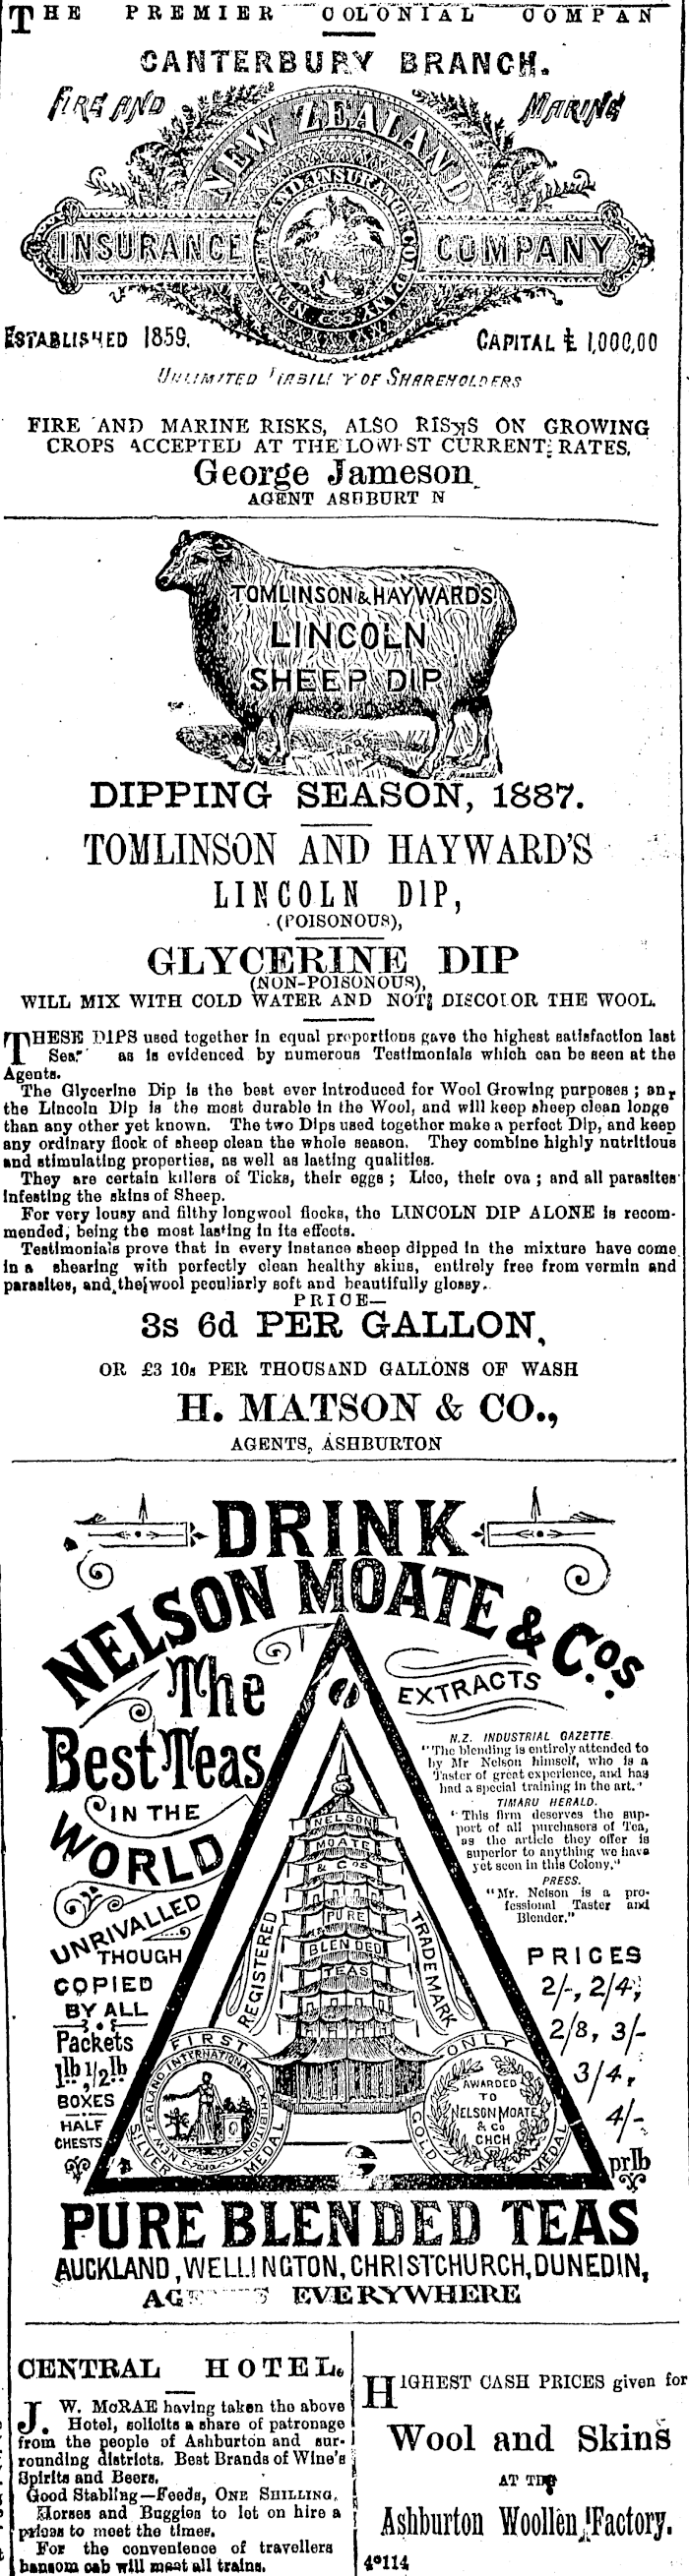 THE PREMIER COLONIAL COMPAN
CANTERBURY BRANCH.
FIRE AND MARINE
NEW ZEALAND
INSURANCE COMPANY
ESTABLISHED 1859. CAPITAL £1,000,00
UNLIMITED LIABILI Y OF SHAREHOLDERS
FIRE AND MARINE RISKS, ALSO RISKS ON GROWING
CROPS ACCEPTED AT THE LOWEST CURRENT RATES,
George Jameson
AGENT ASHBURT N
TOMLINSON & HAYWARDS
LINCOLN
SHEEP DIP
DIPPING SEASON, 1887.
TOMLINSON AND HAYWARD'S
LINCOLN DIP,
(POISONOUS),
GLYCERINE DIP
(NON-POISONOUS),
WILL MIX WITH COLD WATER AND NOT DISCOLOR THE WOOL.
THESE DIPS used together in equal proportions gave the highest satisfaction last
Sea as is evidenced by numerous Testimonials which can be seen at the
Agents.
The Glycerine Dip is the best ever introduced for Wool Growing purposes ; an
the Lincoln Dip is the most durable in the Wool, and will keep sheep clean longe
than any other yet known. The two Dips used together make a perfect Dip, and keep
any ordinary flock of sheep clean the whole season. They combine highly nutritious
and stimulating properties, as well as lasting qualities.
They are certain killers of Ticks, their eggs ; Lice, their ova ; and all parasites
infesting the skins of Sheep.
For very lousy and filthy longwool flocks, the LINCOLN DIP ALONE is recom-
mended, being the most lasting in its effects.
Testimonials prove that in every instance sheep dipped in the mixture have come
in a shearing with perfectly clean healthy skins, entirely free from vermin and
parasites, and the wool peculiarly soft and beautifully glossy.
PRICE—
3s 6d PER GALLON,
OR £3 10s PER THOUSAND GALLONS OF WASH
H. MATSON & CO.,
AGENTS, ASHBURTON
DRINK
NELSON MOATE & Cos.
The
Best Teas
IN THE
WORLD
UNRIVALLED
THOUGH
COPIED
BY ALL
Packets
1lb., 1/2lb
BOXES
HALF
CHESTS
NELSON
MOATE
& Cos
PURE
BLENDED
TEAS
REGISTERED TRADEMARK
FIRST ONLY
NEW ZEALAND INTERNATIONAL EXHIBITION
SILVER MEDAL
AWARDED
TO
NELSON MOATE
& Co
CHCH
GOLD MEDAL
EXTRACTS
N.Z. INDUSTRIAL GAZETTE
"The blending is entirely attended to
by Mr Nelson himself, who is a
Taster of great experience, and has
had a special training in the art."
TIMARU HERALD.
"This firm deserves the sup-
port of all purchasers of Tea,
as the article they offer is
superior to anything we have
yet seen in this Colony."
PRESS.
"Mr. Nelson is a pro-
fessional Taster and
Blender."
PRICES
2/-, 2/4,
2/8, 3/-
3/4,
4/-
prlb
PURE BLENDED TEAS
AUCKLAND, WELLINGTON, CHRISTCHURCH, DUNEDIN,
AG S EVERYWHERE
CENTRAL HOTEL.
J. W. McRAE having taken the above
Hotel, solicits a share of patronage
from the people of Ashburton and sur-
rounding districts. Best Brands of Wine's
Spirits and Beers.
Good Stabling—Feeds, ONE SHILLING.
Horses and Buggies to let on hire a
prices to meet the times.
For the convenience of travellers
hansom cab will meet all trains.
HIGHEST CASH PRICES given for
Wool and Skins
AT THE
Ashburton Woollen Factory.
4°114